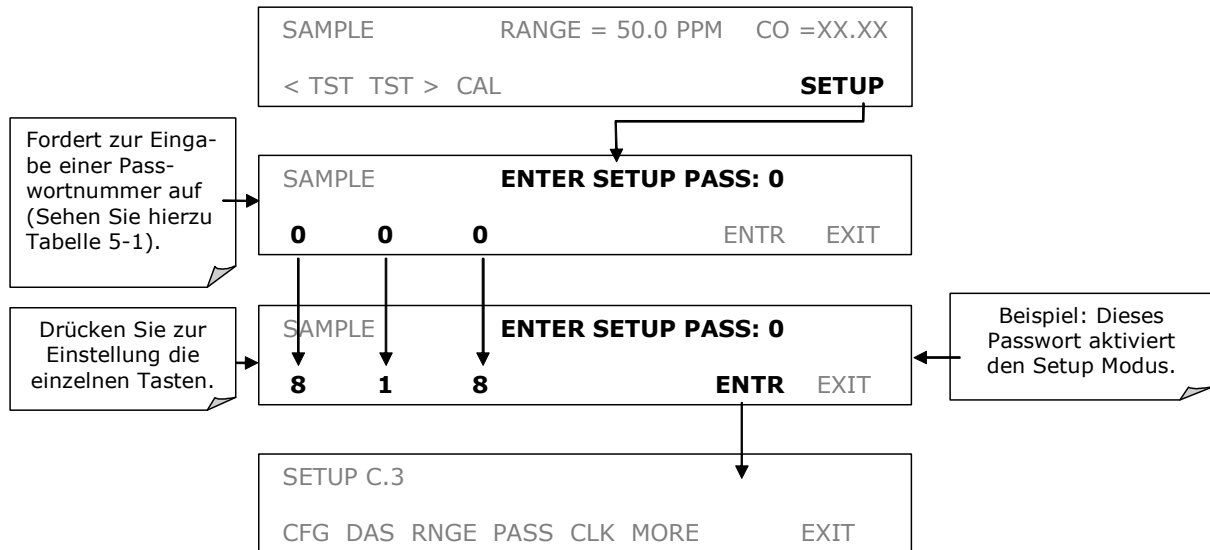 SAMPLE RANGE = 50.0 PPM CO =XX.XX
< TST TST > CAL SETUP
Fordert zur Einga-
be einer Pass-
wortnummer auf
(Sehen Sie hierzu
Tabelle 5-1).
SAMPLE ENTER SETUP PASS: 0
0 0 0 ENTR EXIT
Drücken Sie zur
Einstellung die
einzelnen Tasten.
SAMPLE ENTER SETUP PASS: 0
8 1 8 ENTR EXIT
Beispiel: Dieses
Passwort aktiviert
den Setup Modus.
SETUP C.3
CFG DAS RNGE PASS CLK MORE EXIT